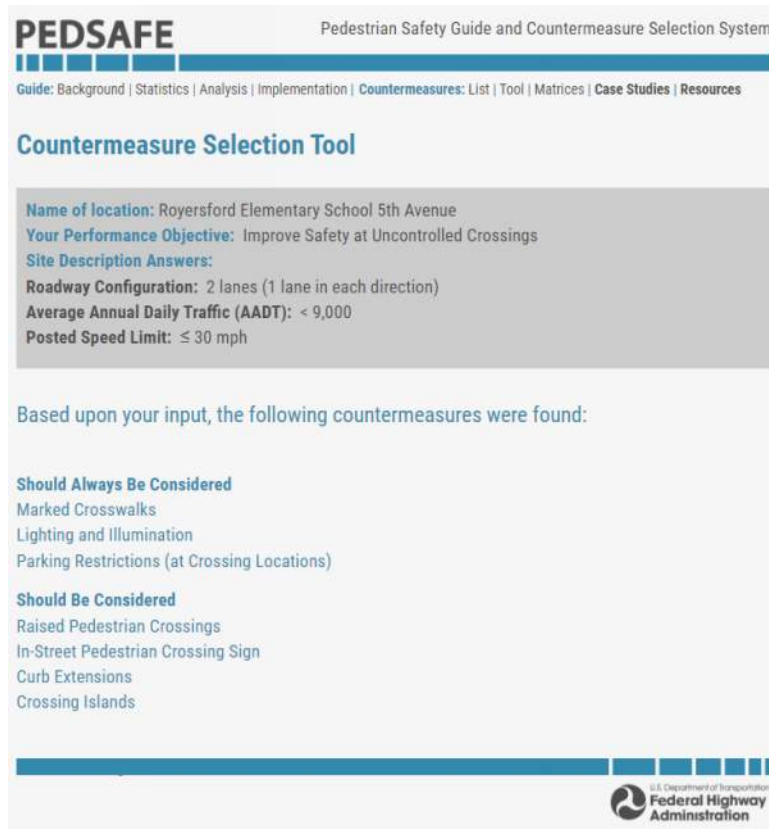 PEDSAFE
Pedestrian Safety Guide and Countermeasure Selection System
Guide: Background | Statistics | Analysis | Implementation | Countermeasures: List | Tool | Matrices | Case Studies | Resources
Countermeasure Selection Tool
Name of location: Royersford Elementary School 5th Avenue
Your Performance Objective: Improve Safety at Uncontrolled Crossings
Site Description Answers:
Roadway Configuration: 2 lanes (1 lane in each direction)
Average Annual Daily Traffic (AADT): < 9,000
Posted Speed Limit: ≤ 30 mph
Based upon your input, the following countermeasures were found:
Should Always Be Considered
Marked Crosswalks
Lighting and Illumination
Parking Restrictions (at Crossing Locations)
Should Be Considered
Raised Pedestrian Crossings
In-Street Pedestrian Crossing Sign
Curb Extensions
Crossing Islands
U.S. Department of Transportation
Federal Highway
Administration